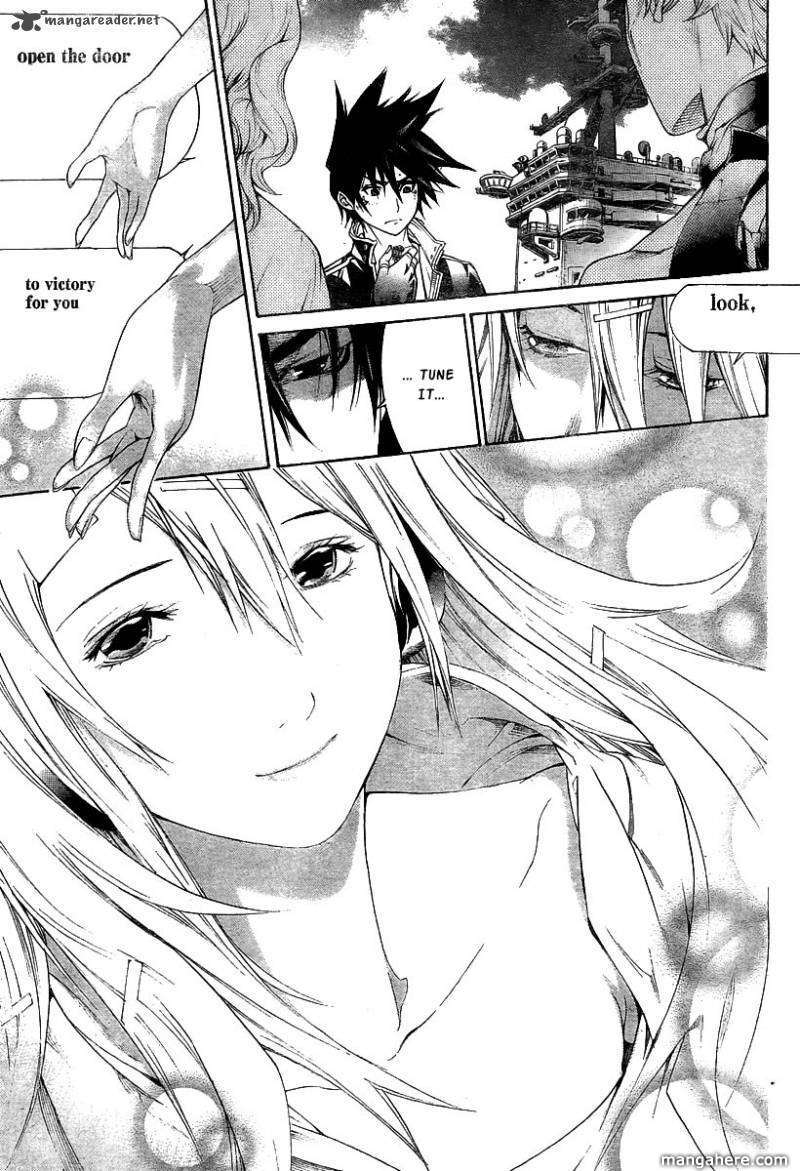 mangareader.net
look,
... TUNE
IT...
open the door
to victory
for you
mangahere.com